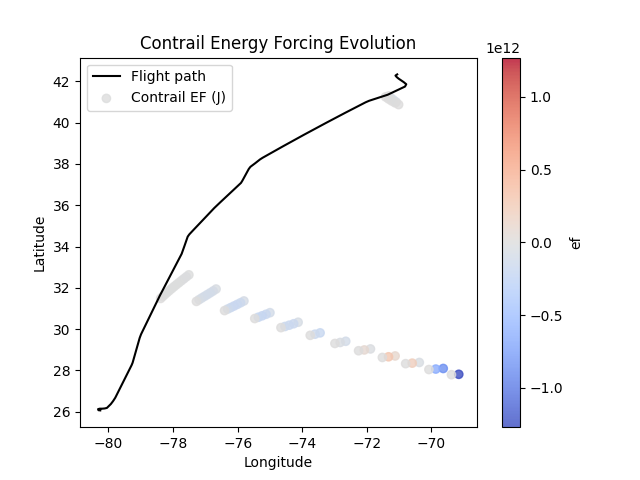 Contrail Energy Forcing Evolution
1e12
Flight path
Contrail EF (J)
42
40
38
36
34
32
30
28
26
Latitude
−80
−78
−76
−74
−72
−70
Longitude
1.0
0.5
0.0
−0.5
−1.0
ef